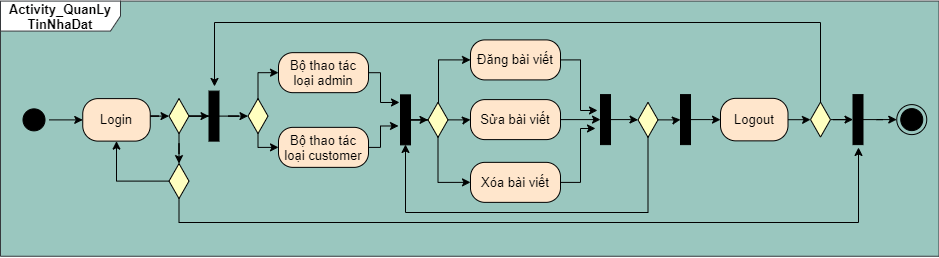 Activity_QuanLy
TinNhaDat
Login
Bộ thao tác
loại admin
Bộ thao tác
loại customer
Đăng bài viết
Sửa bài viết
Xóa bài viết
Logout